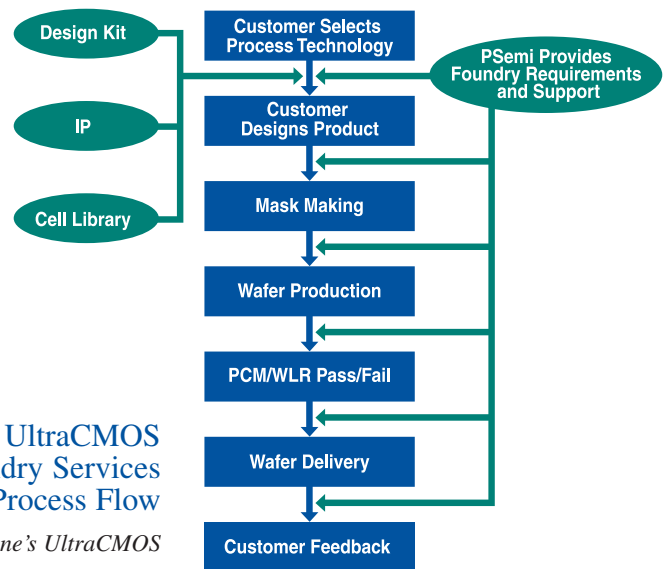 Design Kit
IP
Cell Library
Customer Selects
Process Technology
PSemi Provides
Foundry Requirements
and Support
Customer
Designs Product
Mask Making
Wafer Production
PCM/WLR Pass/Fail
Wafer Delivery
Customer Feedback
UltraCMOS
dry Services
Process Flow
ne's UltraCMOS